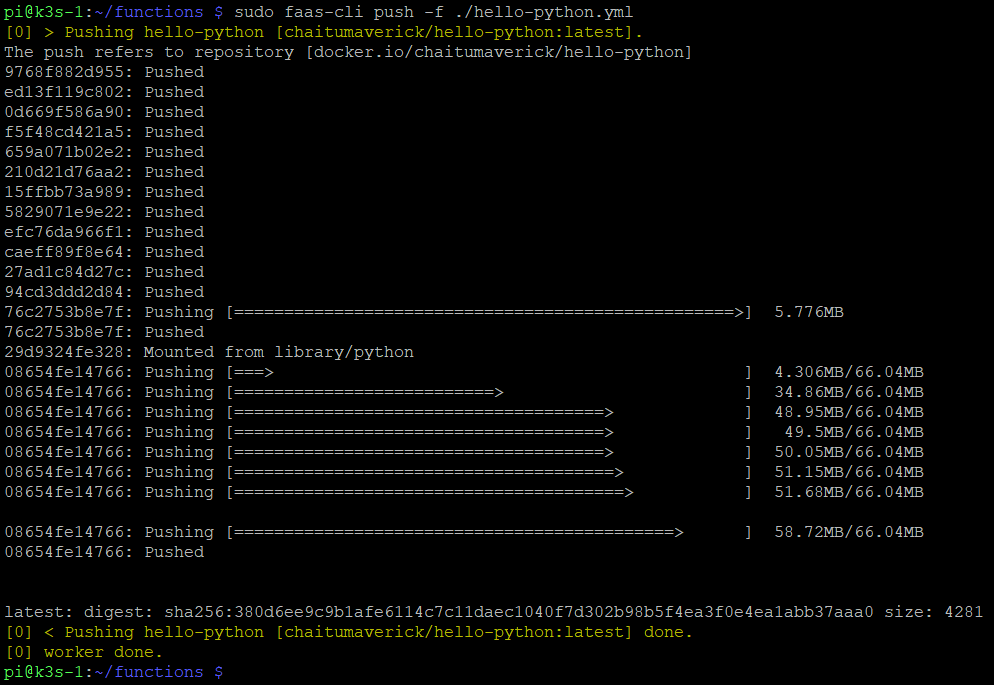 pi@k3s-1:~/functions $ sudo faas-cli push -f ./hello-python.yml
[0] > Pushing hello-python [chaitumaverick/hello-python:latest].
The push refers to repository [docker.io/chaitumaverick/hello-python]
9768f882d955: Pushed
ed13f119c802: Pushed
0d669f586a90: Pushed
f5f48cd421a5: Pushed
659a071b02e2: Pushed
210d21d76aa2: Pushed
15ffbb73a989: Pushed
5829071e9e22: Pushed
efc76da966f1: Pushed
caeff89f8e64: Pushed
27ad1c84d27c: Pushed
94cd3ddd2d84: Pushed
76c2753b8e7f: Pushing [==================================================>]  5.776MB
76c2753b8e7f: Pushed
29d9324fe328: Mounted from library/python
08654fe14766: Pushing [===>                                               ]  4.306MB/66.04MB
08654fe14766: Pushing [==========================>                        ]  34.86MB/66.04MB
08654fe14766: Pushing [=====================================>             ]  48.95MB/66.04MB
08654fe14766: Pushing [=====================================>             ]   49.5MB/66.04MB
08654fe14766: Pushing [=====================================>             ]  50.05MB/66.04MB
08654fe14766: Pushing [======================================>            ]  51.15MB/66.04MB
08654fe14766: Pushing [=======================================>           ]  51.68MB/66.04MB
08654fe14766: Pushing [============================================>      ]  58.72MB/66.04MB
08654fe14766: Pushed
latest: digest: sha256:380d6ee9c9b1afe6114c7c11daec1040f7d302b98b5f4ea3f0e4ea1abb37aaa0 size: 4281
[0] < Pushing hello-python [chaitumaverick/hello-python:latest] done.
[0] worker done.
pi@k3s-1:~/functions $